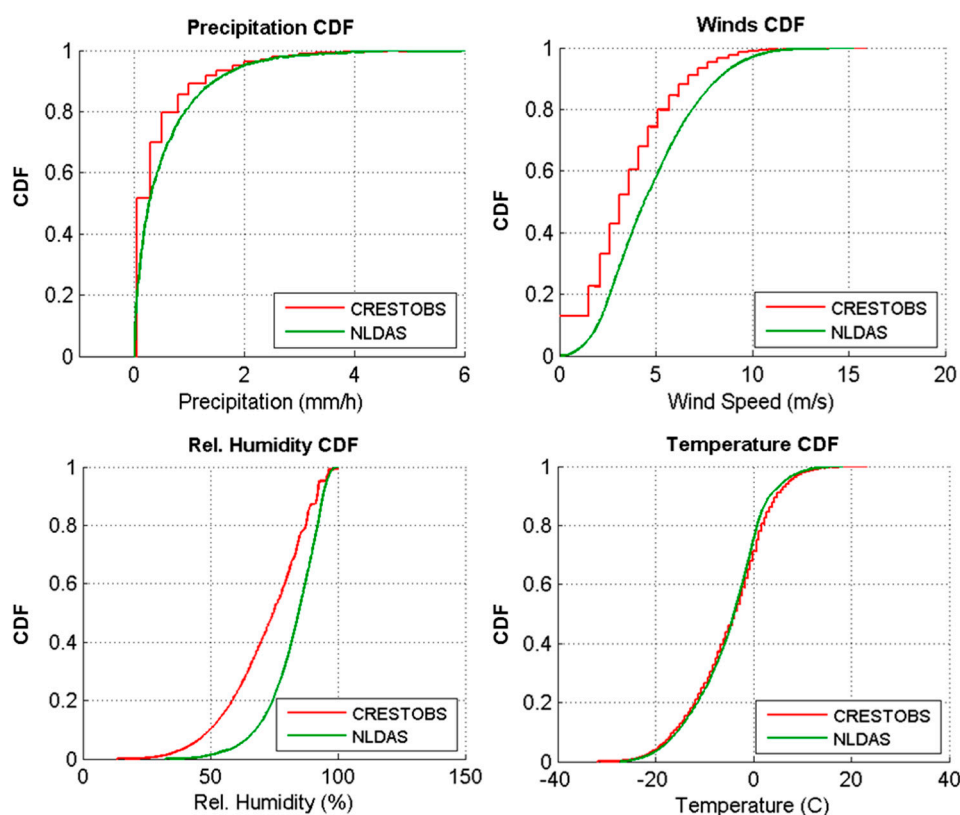 Precipitation CDF
1
0.8
0.6
0.4
0.2
0
CDF
0 2 4 6
Precipitation (mm/h)
CRESTOBS
NLDAS
Winds CDF
1
0.8
0.6
0.4
0.2
0
CDF
0 5 10 15 20
Wind Speed (m/s)
CRESTOBS
NLDAS
Rel. Humidity CDF
1
0.8
0.6
0.4
0.2
0
CDF
0 50 100 150
Rel. Humidity (%)
CRESTOBS
NLDAS
Temperature CDF
1
0.8
0.6
0.4
0.2
0
CDF
-40 -20 0 20 40
Temperature (C)
CRESTOBS
NLDAS